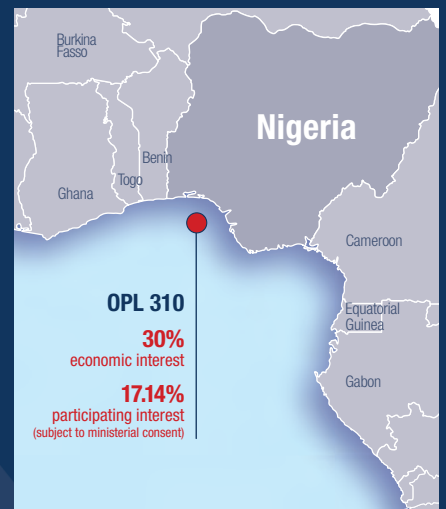 Burkina
Fasso
Nigeria
Benin
Togo
Ghana
Cameroon
OPL 310
30%
economic interest
17.14%
participating interest
(subject to ministerial consent)
Equatorial
Guinea
Gabon